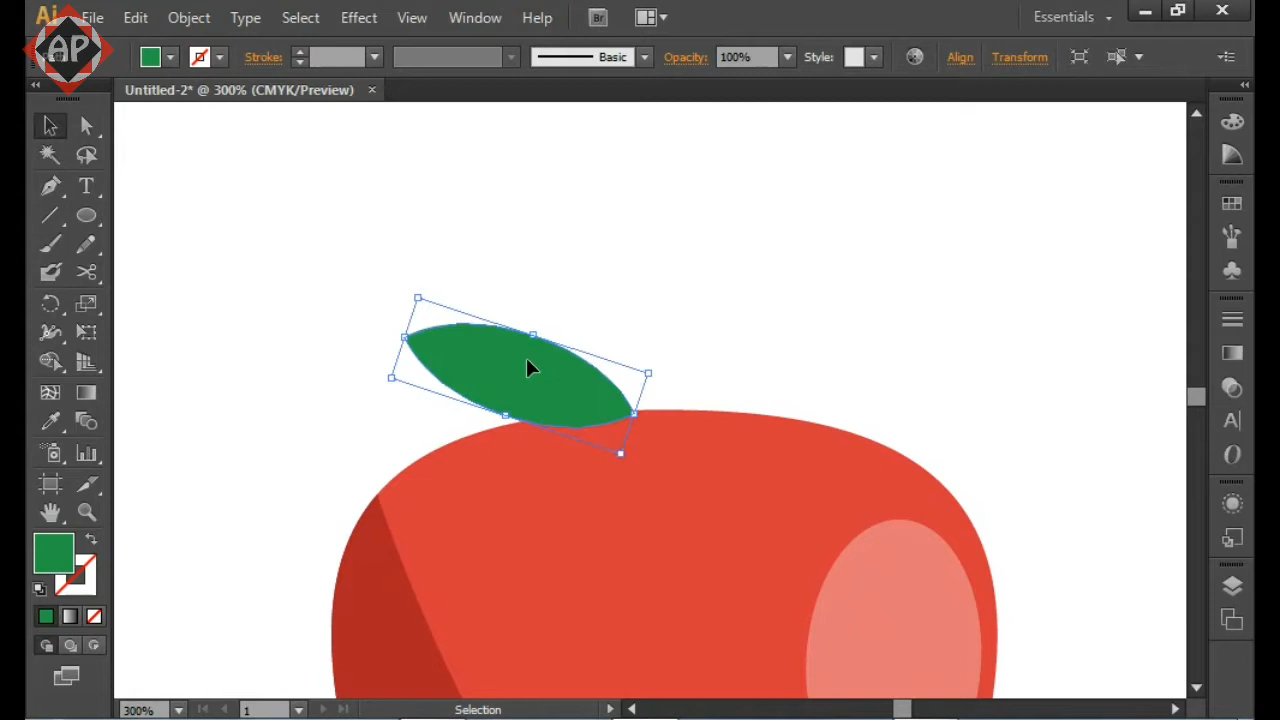 Ai File Edit Object Type Select Effect View Window Help Br Essentials
AP Stroke: Basic Opacity: 100% Style: Align Transform
Untitled-2* @ 300% (CMYK/Preview) ×
300% 1 Selection